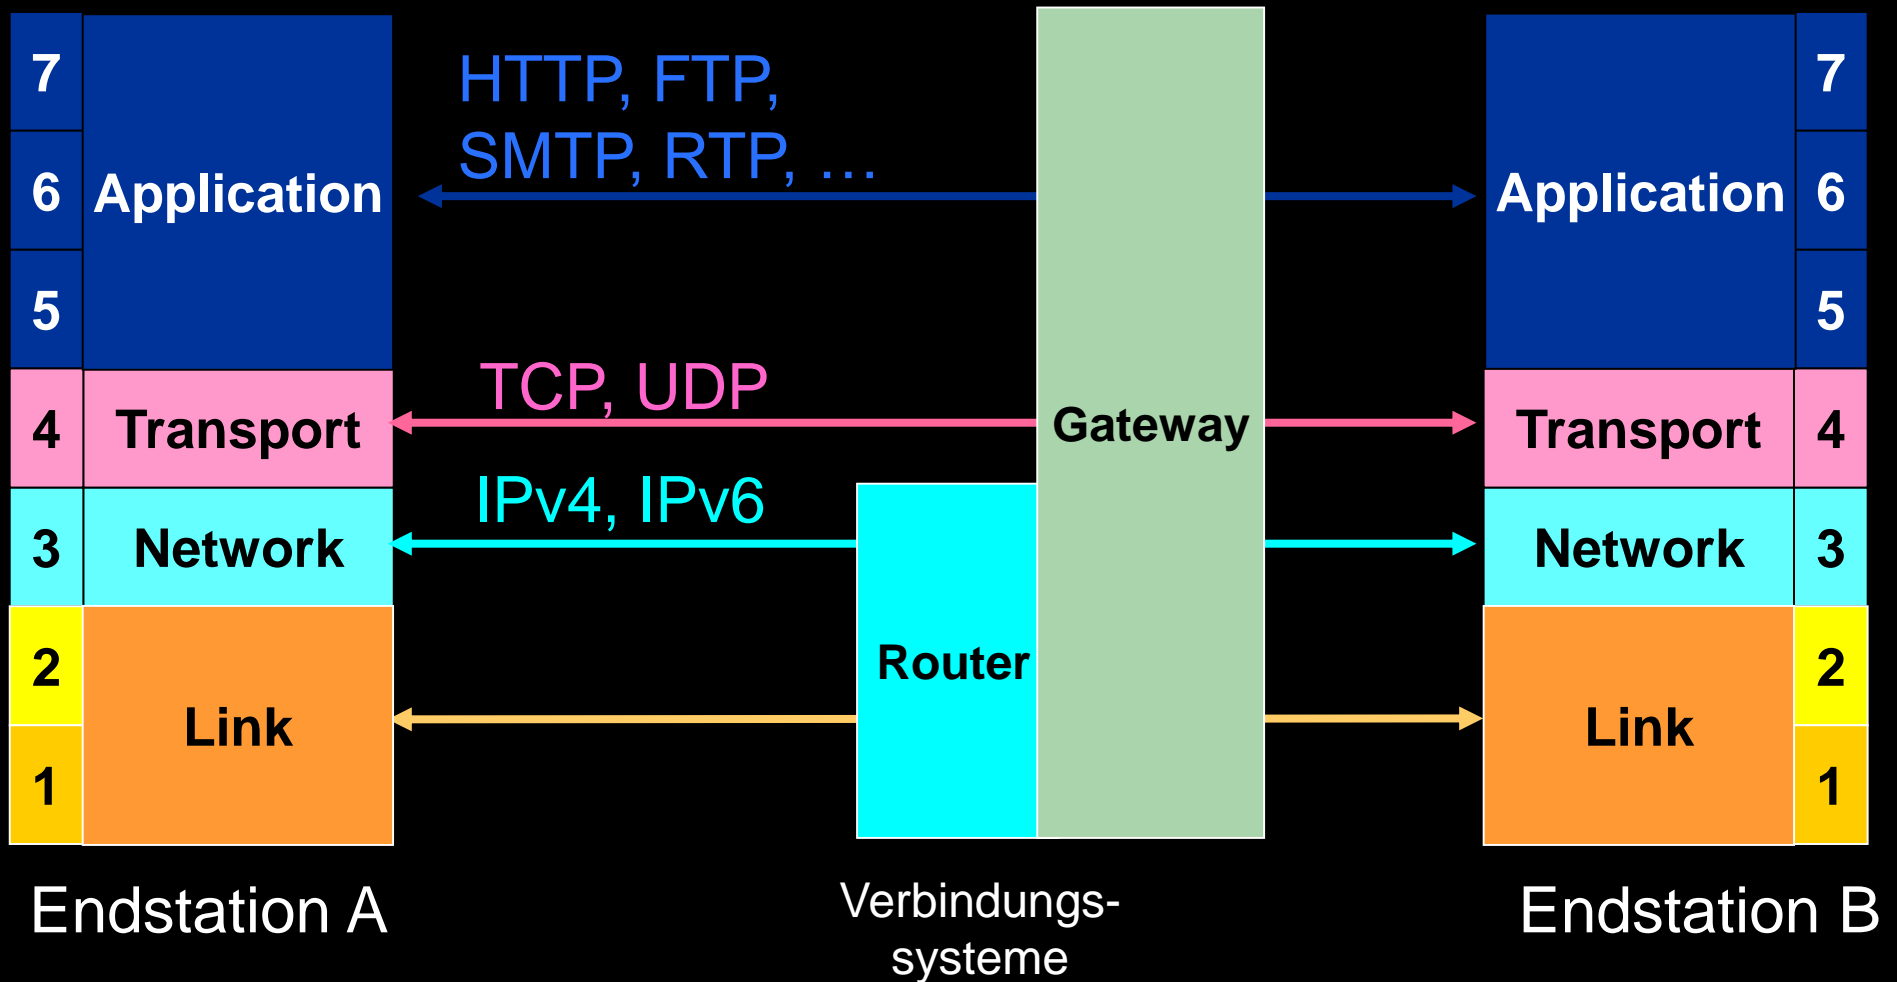 7
6
5
4
3
2
1
Application
Transport
Network
Link
Endstation A
HTTP, FTP,
SMTP, RTP, …
TCP, UDP
IPv4, IPv6
Router
Gateway
Verbindungs-
systeme
Application
Transport
Network
Link
7
6
5
4
3
2
1
Endstation B